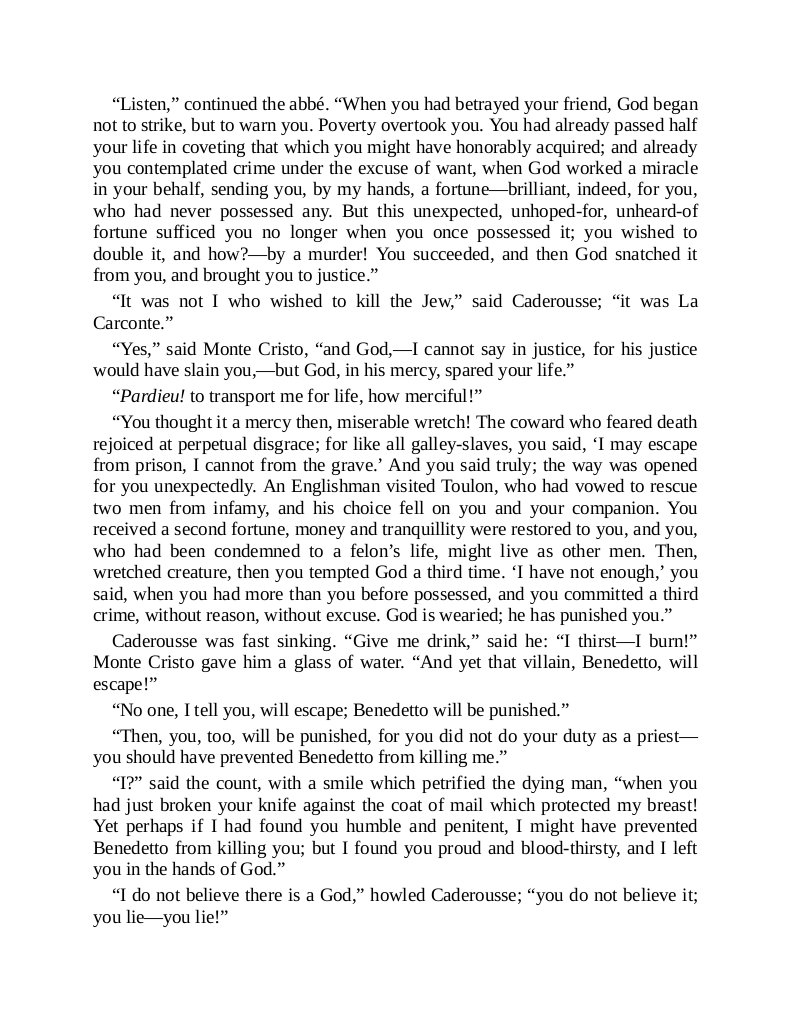 “Listen,” continued the abbé. “When you had betrayed your friend, God began
not to strike, but to warn you. Poverty overtook you. You had already passed half
your life in coveting that which you might have honorably acquired; and already
you contemplated crime under the excuse of want, when God worked a miracle
in your behalf, sending you, by my hands, a fortune—brilliant, indeed, for you,
who had never possessed any. But this unexpected, unhoped-for, unheard-of
fortune sufficed you no longer when you once possessed it; you wished to
double it, and how?—by a murder! You succeeded, and then God snatched it
from you, and brought you to justice.”
“It was not I who wished to kill the Jew,” said Caderousse; “it was La
Carconte.”
“Yes,” said Monte Cristo, “and God,—I cannot say in justice, for his justice
would have slain you,—but God, in his mercy, spared your life.”
“Pardieu! to transport me for life, how merciful!”
“You thought it a mercy then, miserable wretch! The coward who feared death
rejoiced at perpetual disgrace; for like all galley-slaves, you said, ‘I may escape
from prison, I cannot from the grave.’ And you said truly; the way was opened
for you unexpectedly. An Englishman visited Toulon, who had vowed to rescue
two men from infamy, and his choice fell on you and your companion. You
received a second fortune, money and tranquillity were restored to you, and you,
who had been condemned to a felon’s life, might live as other men. Then,
wretched creature, then you tempted God a third time. ‘I have not enough,’ you
said, when you had more than you before possessed, and you committed a third
crime, without reason, without excuse. God is wearied; he has punished you.”
Caderousse was fast sinking. “Give me drink,” said he: “I thirst—I burn!”
Monte Cristo gave him a glass of water. “And yet that villain, Benedetto, will
escape!”
“No one, I tell you, will escape; Benedetto will be punished.”
“Then, you, too, will be punished, for you did not do your duty as a priest—
you should have prevented Benedetto from killing me.”
“I?” said the count, with a smile which petrified the dying man, “when you
had just broken your knife against the coat of mail which protected my breast!
Yet perhaps if I had found you humble and penitent, I might have prevented
Benedetto from killing you; but I found you proud and blood-thirsty, and I left
you in the hands of God.”
“I do not believe there is a God,” howled Caderousse; “you do not believe it;
you lie—you lie!”